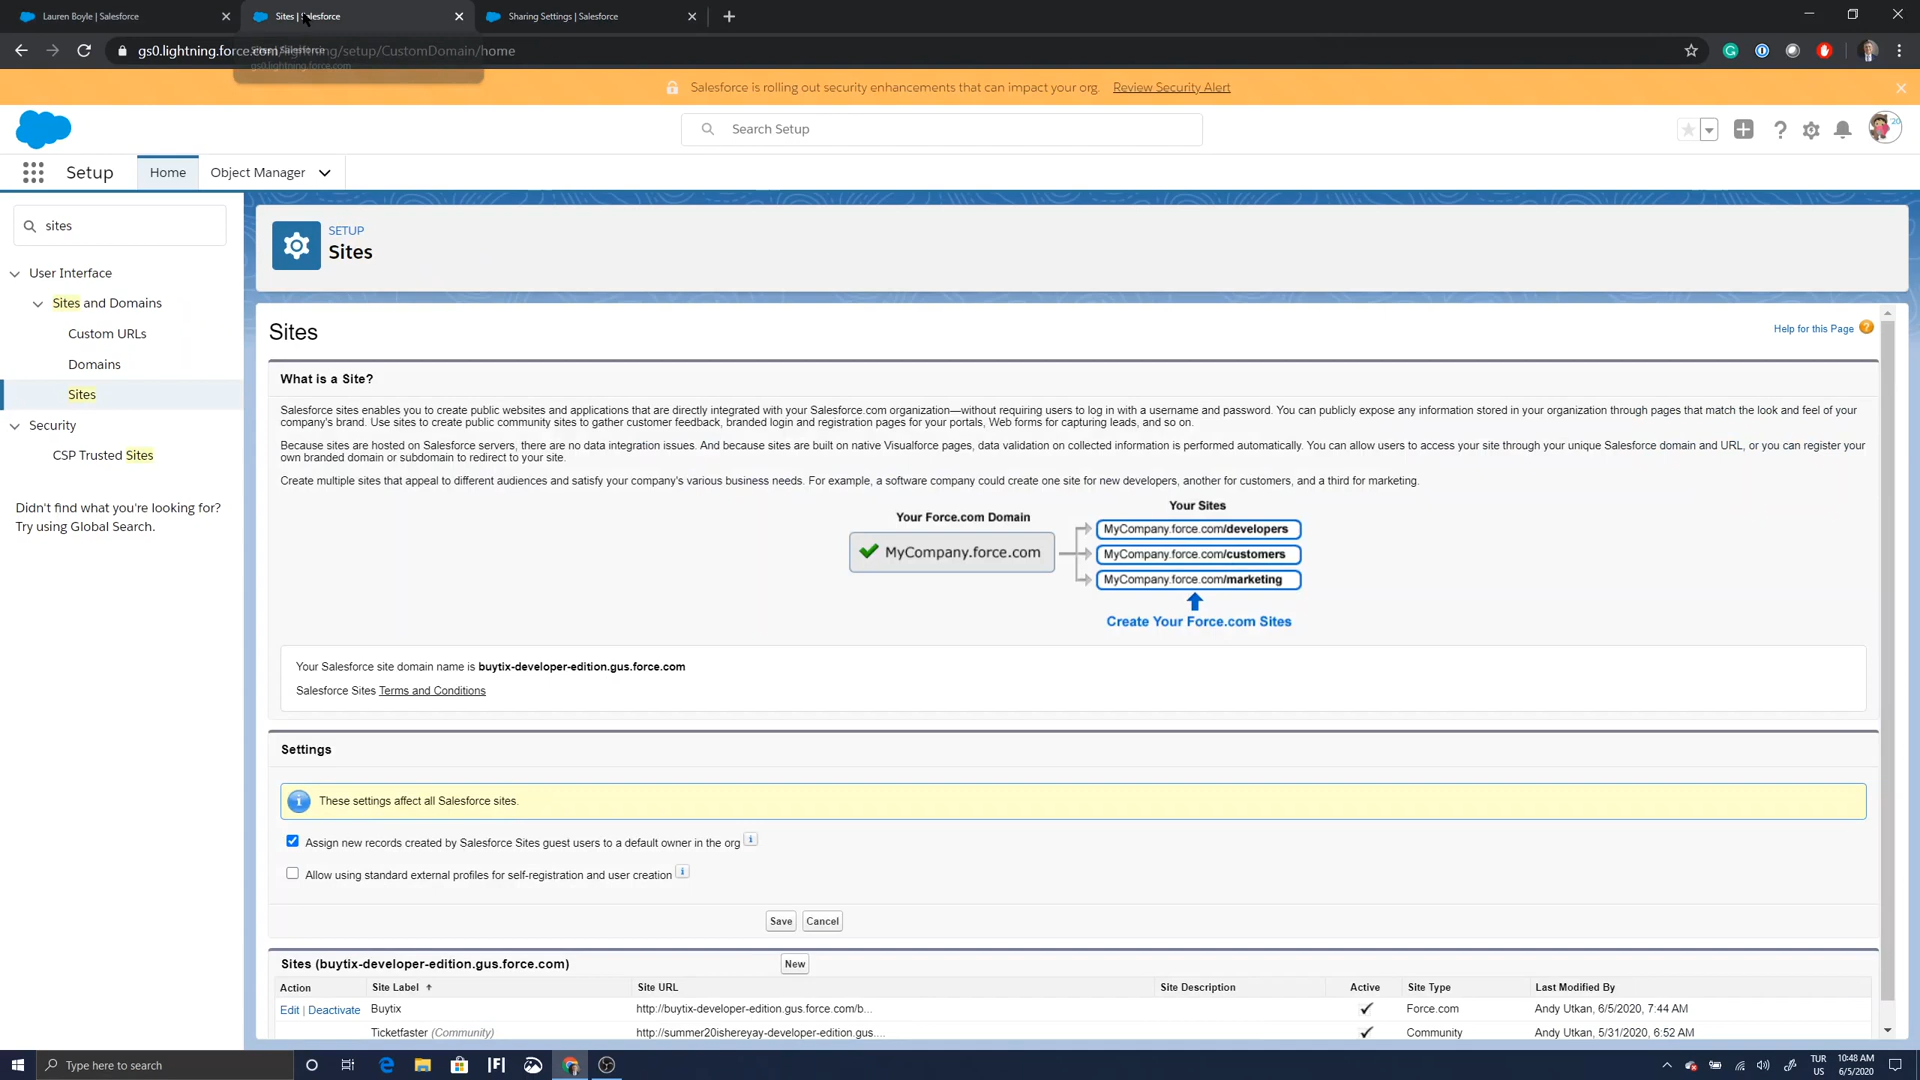 Lauren Boyle | Salesforce
Sites | Salesforce
Sharing Settings | Salesforce
gs0.lightning.force.com/lightning/setup/CustomDomain/home
Sites | Salesforce
gs0.lightning.force.com
Salesforce is rolling out security enhancements that can impact your org. Review Security Alert
Search Setup
'20
Setup
Home
Object Manager
sites
User Interface
Sites and Domains
Custom URLs
Domains
Sites
Security
CSP Trusted Sites
Didn't find what you're looking for?
Try using Global Search.
SETUP
Sites
Sites
Help for this Page
What is a Site?
Salesforce sites enables you to create public websites and applications that are directly integrated with your Salesforce.com organization—without requiring users to log in with a username and password. You can publicly expose any information stored in your organization through pages that match the look and feel of your
company's brand. Use sites to create public community sites to gather customer feedback, branded login and registration pages for your portals, Web forms for capturing leads, and so on.
Because sites are hosted on Salesforce servers, there are no data integration issues. And because sites are built on native Visualforce pages, data validation on collected information is performed automatically. You can allow users to access your site through your unique Salesforce domain and URL, or you can register your
own branded domain or subdomain to redirect to your site.
Create multiple sites that appeal to different audiences and satisfy your company's various business needs. For example, a software company could create one site for new developers, another for customers, and a third for marketing.
Your Force.com Domain
MyCompany.force.com
Your Sites
MyCompany.force.com/developers
MyCompany.force.com/customers
MyCompany.force.com/marketing
Create Your Force.com Sites
Your Salesforce site domain name is buytix-developer-edition.gus.force.com
Salesforce Sites Terms and Conditions
Settings
These settings affect all Salesforce sites.
Assign new records created by Salesforce Sites guest users to a default owner in the org
Allow using standard external profiles for self-registration and user creation
Save Cancel
Sites (buytix-developer-edition.gus.force.com)
New
Action Site Label Site URL Site Description Active Site Type Last Modified By
Edit | Deactivate Buytix http://buytix-developer-edition.gus.force.com/b... Force.com Andy Utkan, 6/5/2020, 7:44 AM
Ticketfaster (Community) http://summer20ishereyay-developer-edition.gus.... Community Andy Utkan, 5/31/2020, 6:52 AM
Type here to search
TUR
US
10:48 AM
6/5/2020